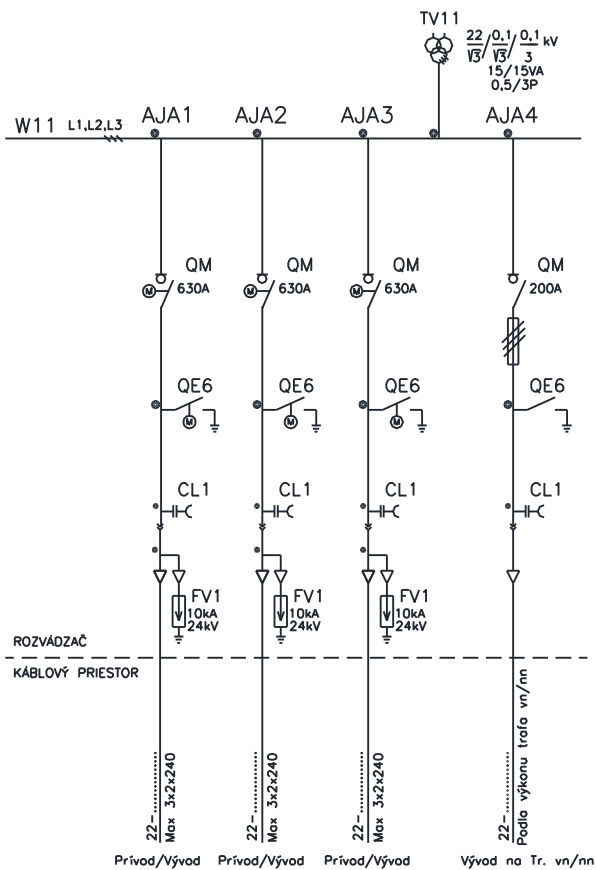 TV11
22/√3 / 0,1/√3 / 0,1/3 kV
15/15VA
0,5/3P
W11 L1,L2,L3 AJA1 AJA2 AJA3 AJA4
QM QM QM QM
M 630A M 630A M 630A 200A
QE6 QE6 QE6 QE6
M M M
CL1 CL1 CL1 CL1
FV1 FV1 FV1
10kA 10kA 10kA
24kV 24kV 24kV
ROZVÁDZAČ
KÁBLOVÝ PRIESTOR
22-..............
Max 3x2x240
22-..............
Max 3x2x240
22-..............
Max 3x2x240
22-..............
Podla výkonu trafa vn/nn
Prívod/Vývod Prívod/Vývod Prívod/Vývod Vývod na Tr. vn/nn